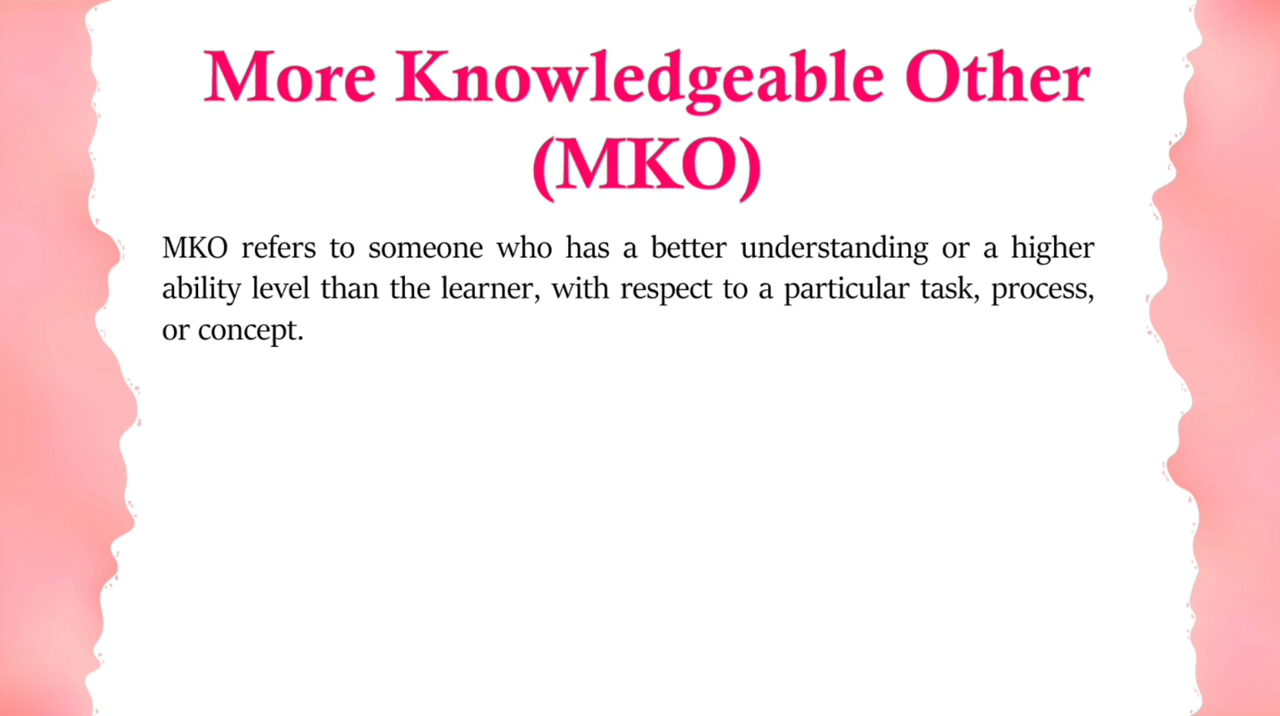 More Knowledgeable Other
(MKO)
MKO refers to someone who has a better understanding or a higher
ability level than the learner, with respect to a particular task, process,
or concept.